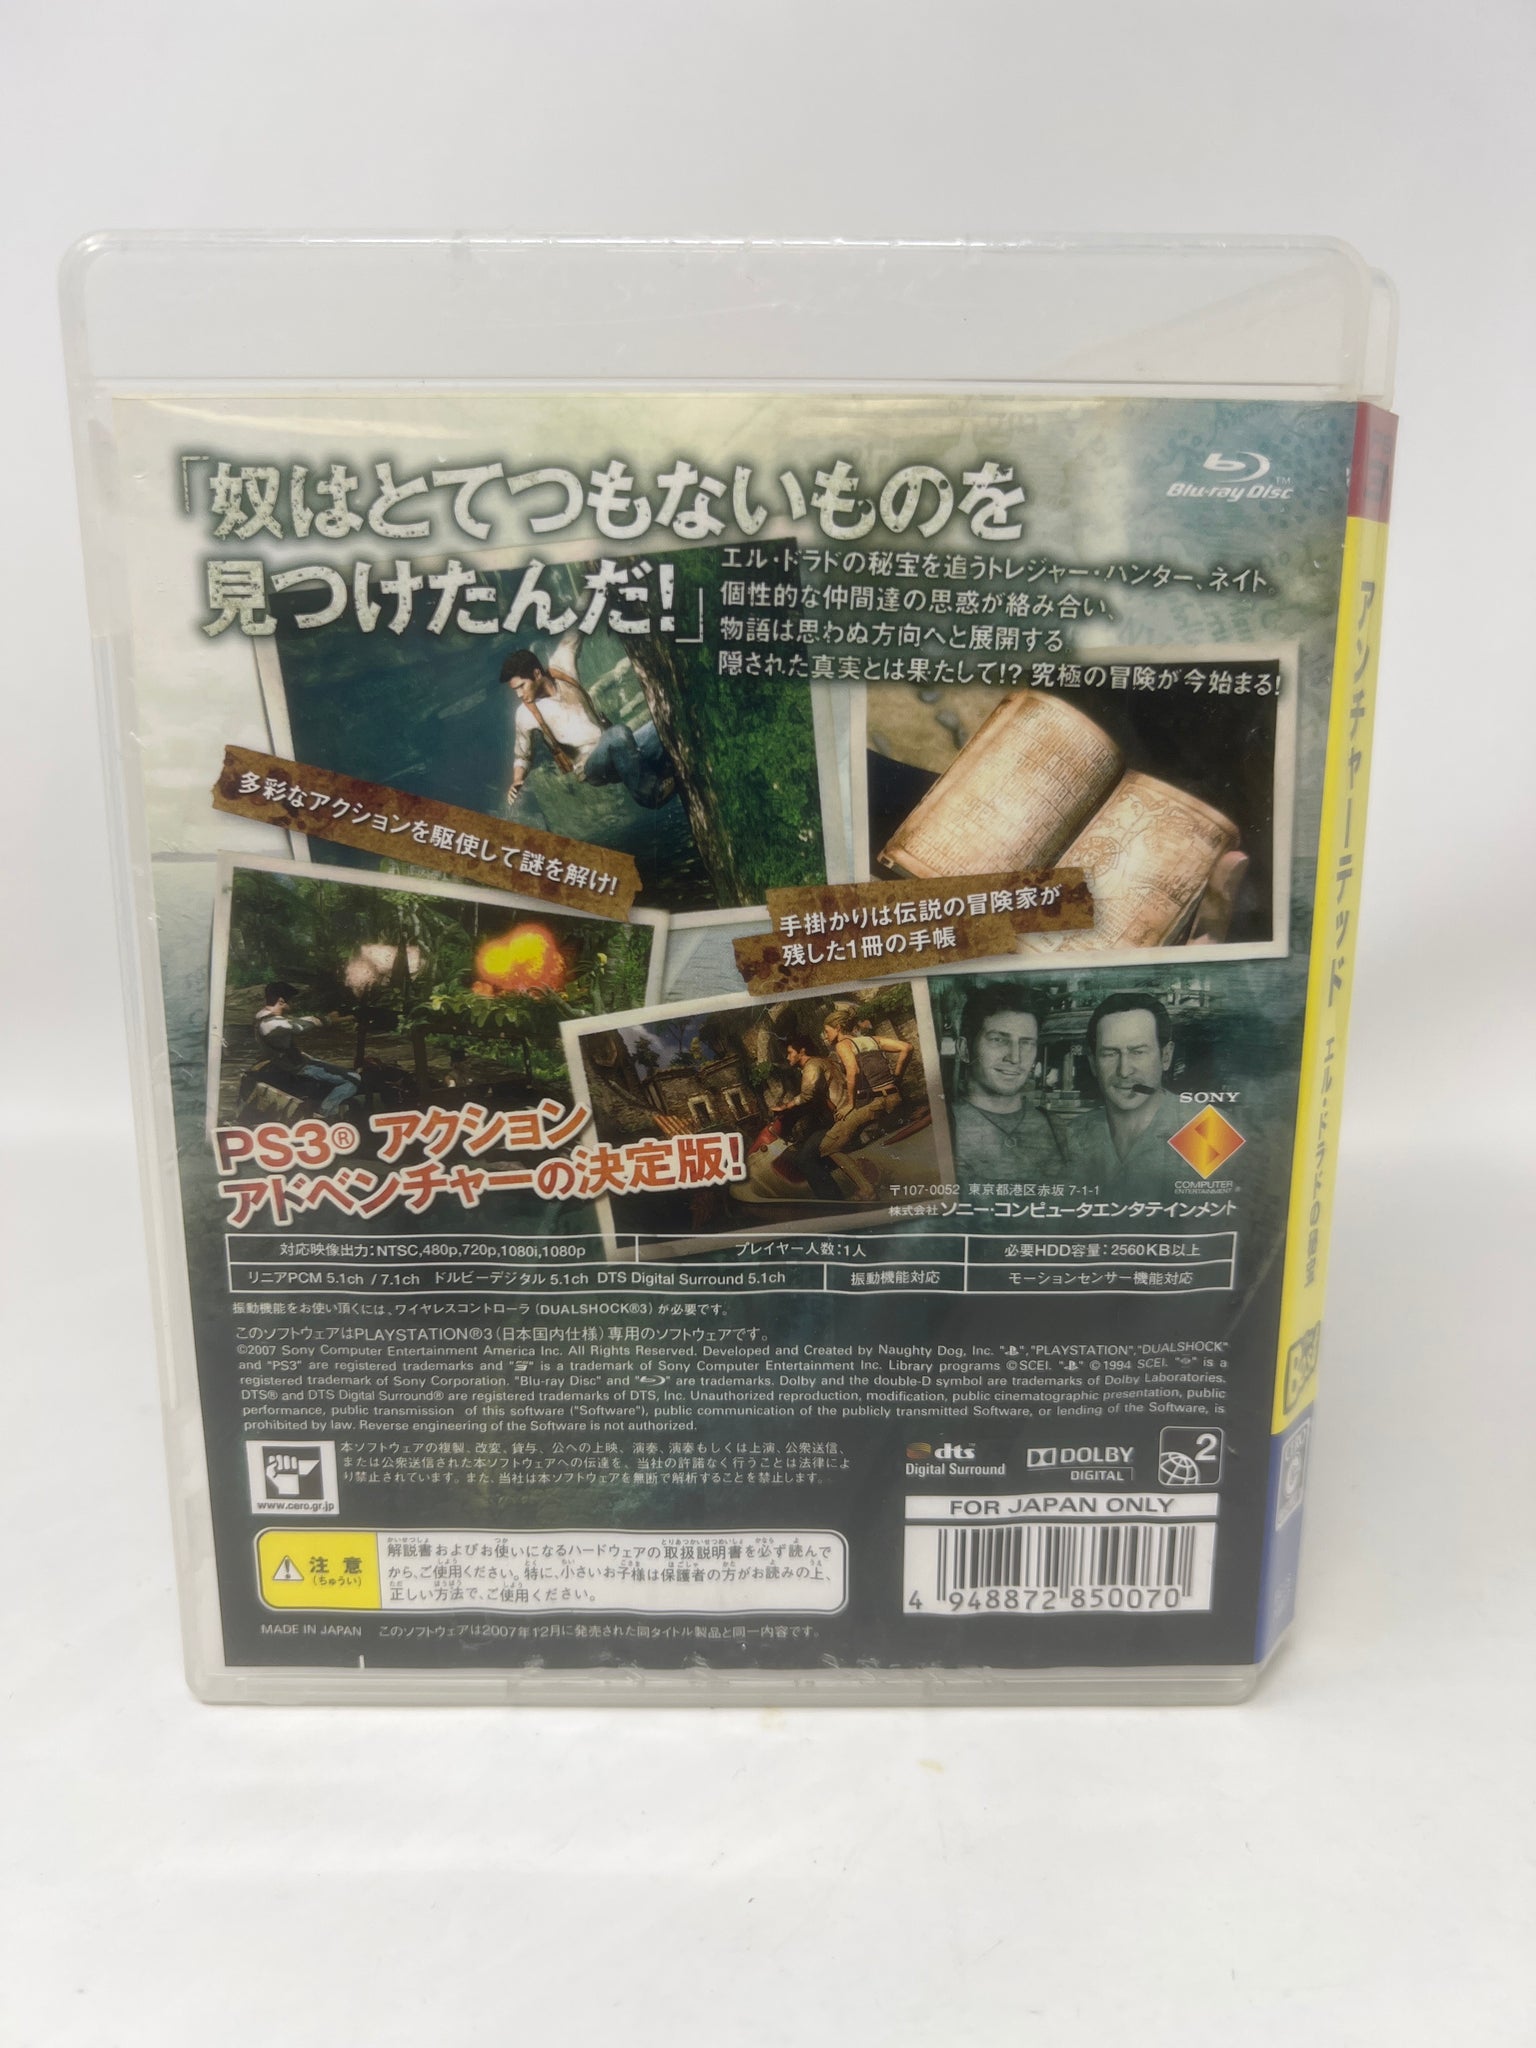 「奴はとてつもないものを
見つけたんだ!」
Blu-ray Disc™
エル・ドラドの秘宝を追うトレジャー・ハンター、ネイト。
個性的な仲間達の思惑が絡み合い、
物語は思わぬ方向へと展開する。
隠された真実とは果たして!? 究極の冒険が今始まる!
多彩なアクションを駆使して謎を解け!
手掛かりは伝説の冒険家が
残した1冊の手帳
PS3® アクション
アドベンチャーの決定版!
SONY
COMPUTER
ENTERTAINMENT®
〒107-0052 東京都港区赤坂 7-1-1
株式会社ソニー・コンピュータエンタテインメント
対応映像出力:NTSC,480p,720p,1080i,1080p
プレイヤー人数:1人
必要HDD容量:2560KB以上
リニアPCM 5.1ch / 7.1ch ドルビーデジタル 5.1ch DTS Digital Surround 5.1ch
振動機能対応
モーションセンサー機能対応
振動機能をお使い頂くには、ワイヤレスコントローラ (DUALSHOCK®3) が必要です。
このソフトウェアはPLAYSTATION®3 (日本国内仕様) 専用のソフトウェアです。
©2007 Sony Computer Entertainment America Inc. All Rights Reserved. Developed and Created by Naughty Dog, Inc. " ", "PLAYSTATION", "DUALSHOCK"
and "PS3" are registered trademarks and " " is a trademark of Sony Computer Entertainment Inc. Library programs ©SCEI. " " ©1994 SCEI. " " is a
registered trademark of Sony Corporation. "Blu-ray Disc" and " " are trademarks. Dolby and the double-D symbol are trademarks of Dolby Laboratories.
DTS® and DTS Digital Surround® are registered trademarks of DTS, Inc. Unauthorized reproduction, modification, public cinematographic presentation, public
performance, public transmission of this software ("Software"), public communication of the publicly transmitted Software, or lending of the Software, is
prohibited by law. Reverse engineering of the Software is not authorized.
www.cero.gr.jp
本ソフトウェアの複製、改変、貸与、公への上映、演奏、演奏もしくは上演、公衆送信、
または公衆送信された本ソフトウェアへの伝達を、当社の許諾なく行うことは法律によ
り禁止されています。また、当社は本ソフトウェアを無断で解析することを禁止します。
dts™
Digital Surround
DOLBY
DIGITAL
2
FOR JAPAN ONLY
4 948872 850070
注意
(ちゅうい)
解説書およびお使いになるハードウェアの取扱説明書を必ず読んで
から、ご使用ください。特に、小さいお子様は保護者の方がお読みの上、
正しい方法で、ご使用ください。
MADE IN JAPAN このソフトウェアは2007年12月に発売された同タイトル製品と同一内容です。
アンチャーテッド エル・ドラドの秘宝